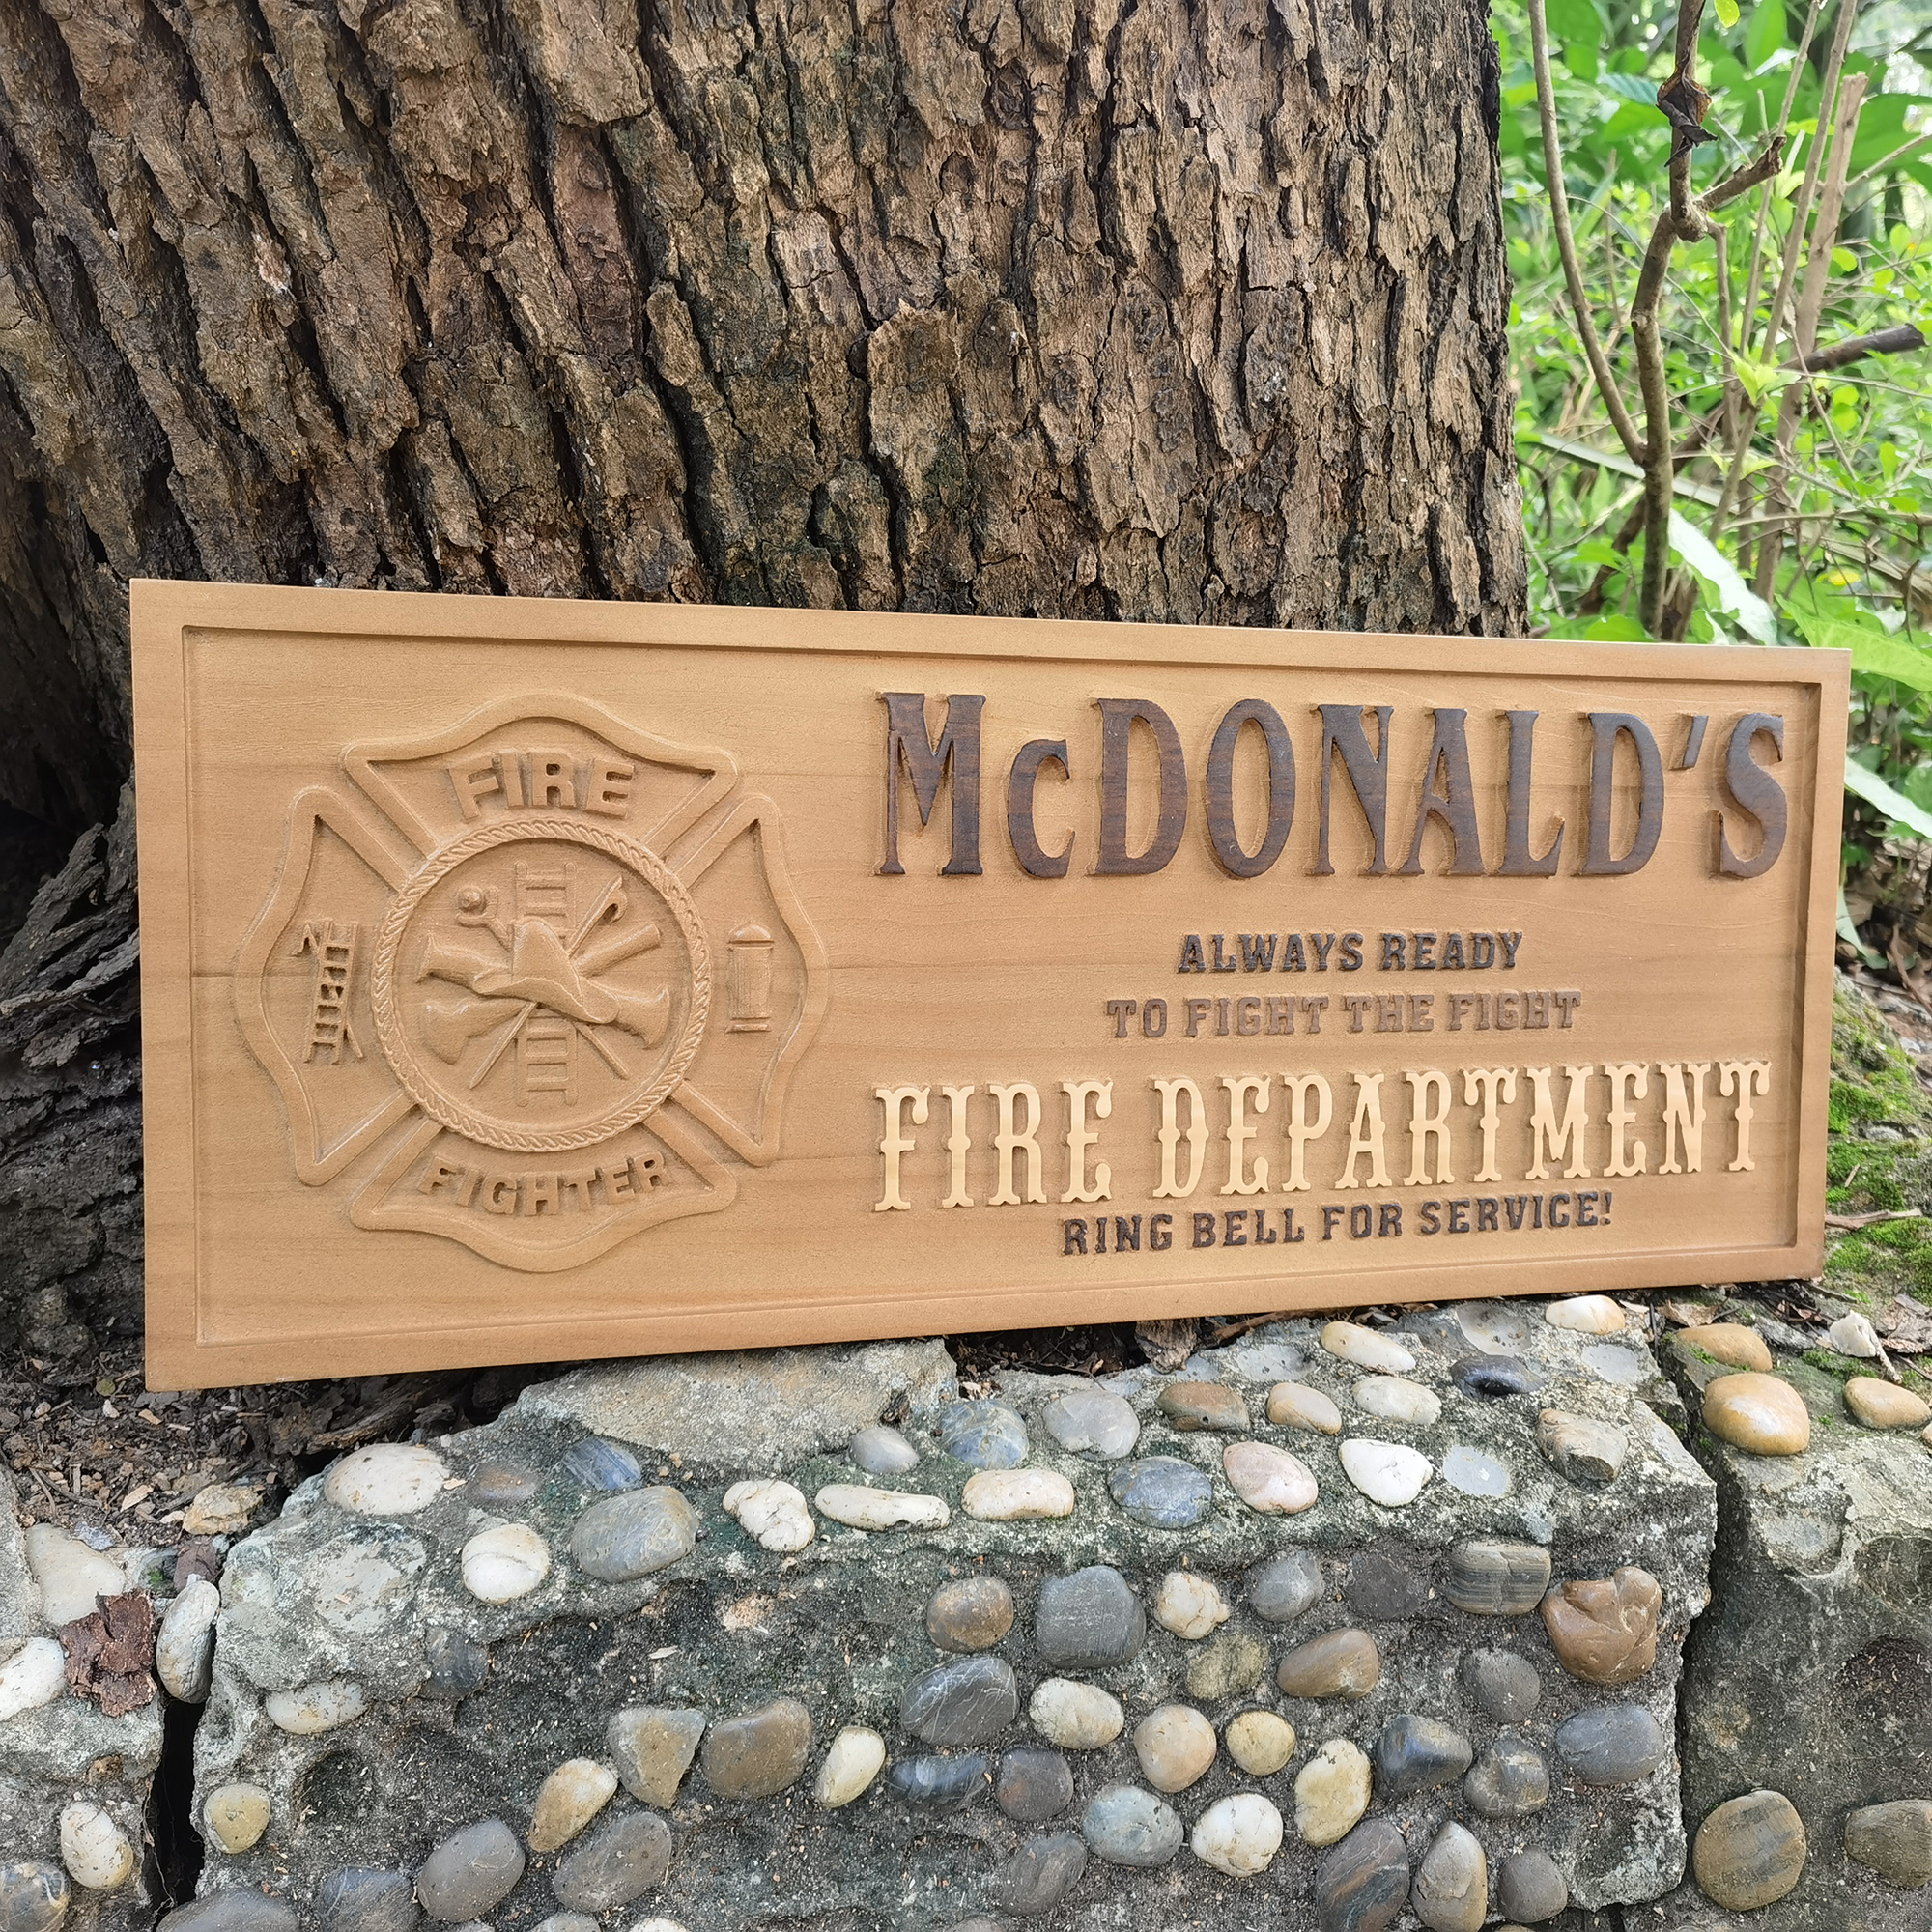 FIRE
FIGHTER
McDONALD'S
ALWAYS READY
TO FIGHT THE FIGHT
FIRE DEPARTMENT
RING BELL FOR SERVICE!